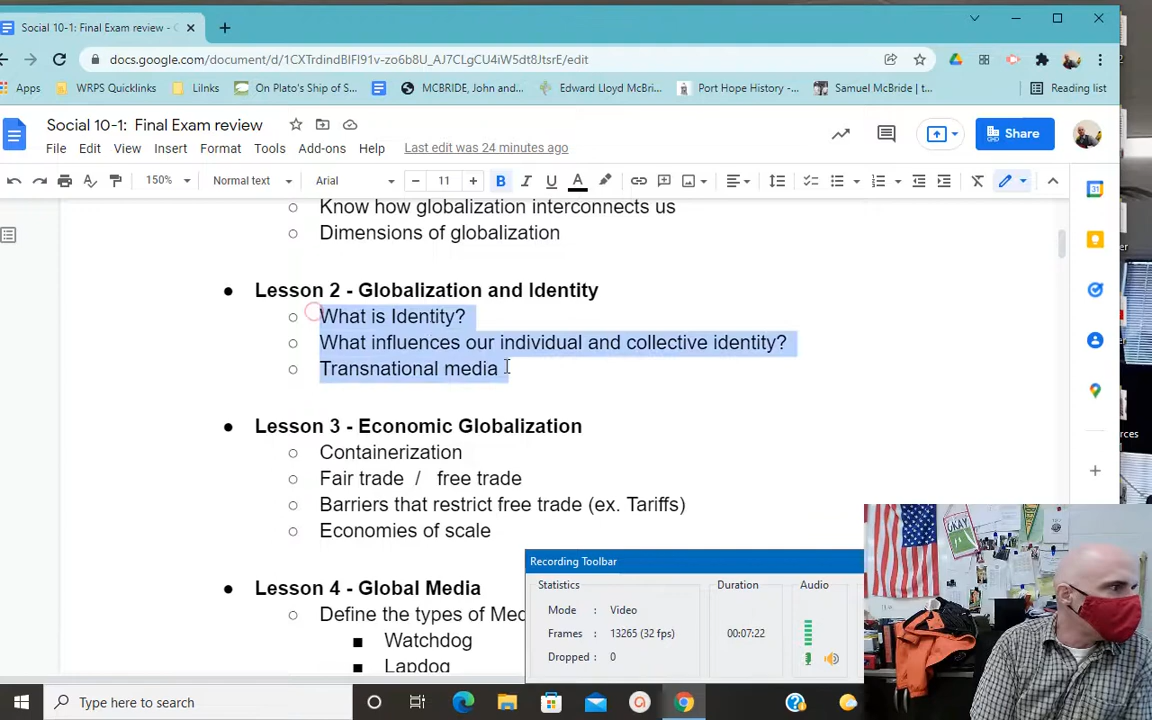 Social 10-1: Final Exam review -
docs.google.com/document/d/1CXTrdindBIFI91v-zo6b8U_AJ7CLgCU4iW5dt8JtsrE/edit
Apps WRPS Quicklinks Lilnks On Plato's Ship of S... MCBRIDE, John and... Edward Lloyd McBri... Port Hope History -... Samuel McBride | t... Reading list
Social 10-1: Final Exam review
Share
File Edit View Insert Format Tools Add-ons Help Last edit was 24 minutes ago
150% Normal text Arial 11 B I U A
31
Know how globalization interconnects us
Dimensions of globalization
Lesson 2 - Globalization and Identity
What is Identity?
What influences our individual and collective identity?
Transnational media
Lesson 3 - Economic Globalization
Containerization
Fair trade / free trade
Barriers that restrict free trade (ex. Tariffs)
Economies of scale
Lesson 4 - Global Media
Define the types of Med
Watchdog
Lapdog
Recording Toolbar
Statistics Duration Audio
Mode : Video
Frames : 13265 (32 fps) 00:07:22
Dropped : 0
OKAY
Type here to search